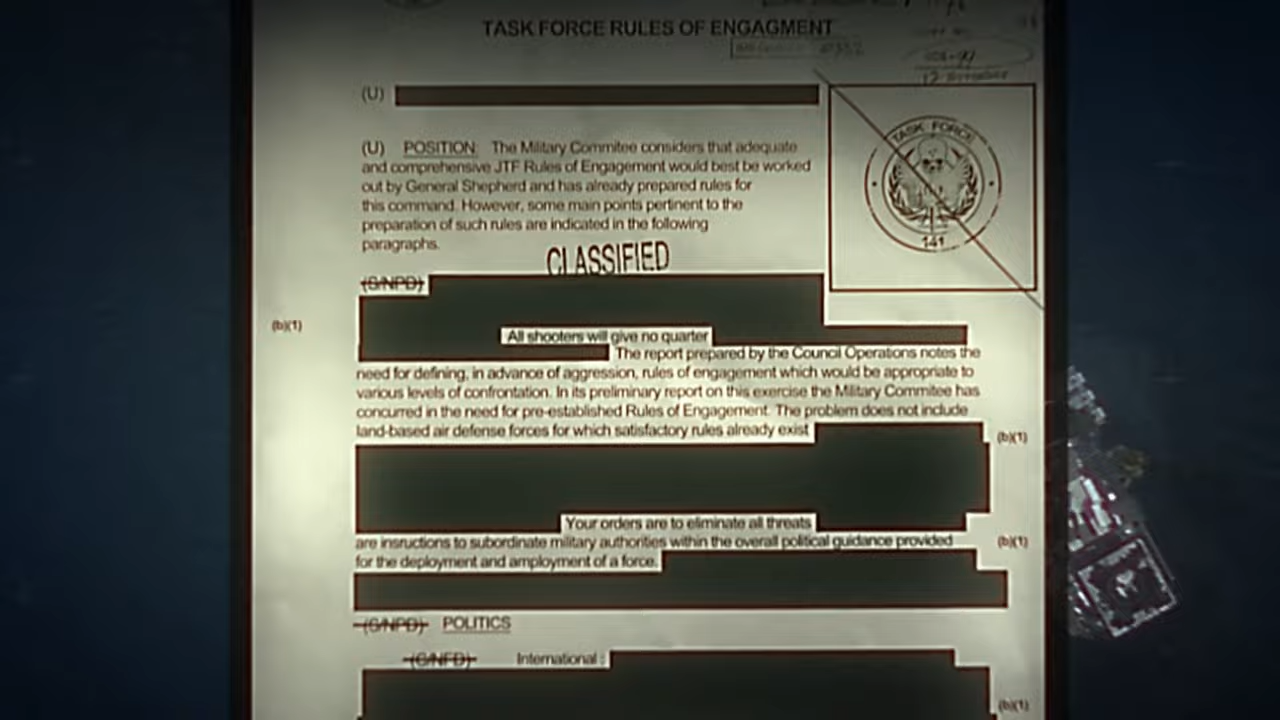 TASK FORCE RULES OF ENGAGMENT
(U)
TASK FORCE
141
(U) POSITION: The Military Commitee considers that adequate
and comprehensive JTF Rules of Engagement would best be worked
out by General Shepherd and has already prepared rules for
this command. However, some main points pertinent to the
preparation of such rules are indicated in the following
paragraphs.
CLASSIFIED
(G/NPD)
(b)(1)
All shooters will give no quarter
The report prepared by the Council Operations notes the
need for defining, in advance of aggression, rules of engagement which would be appropriate to
various levels of confrontation. In its preliminary report on this exercise the Military Commitee has
concurred in the need for pre-established Rules of Engagement. The problem does not include
land-based air defense forces for which satisfactory rules already exist
(b)(1)
Your orders are to eliminate all threats
are insructions to subordinate military authorities within the overall political guidance provided
(b)(1)
for the deployment and amployment of a force.
(G/NPD) POLITICS
(G/NFD) International :
(b)(1)